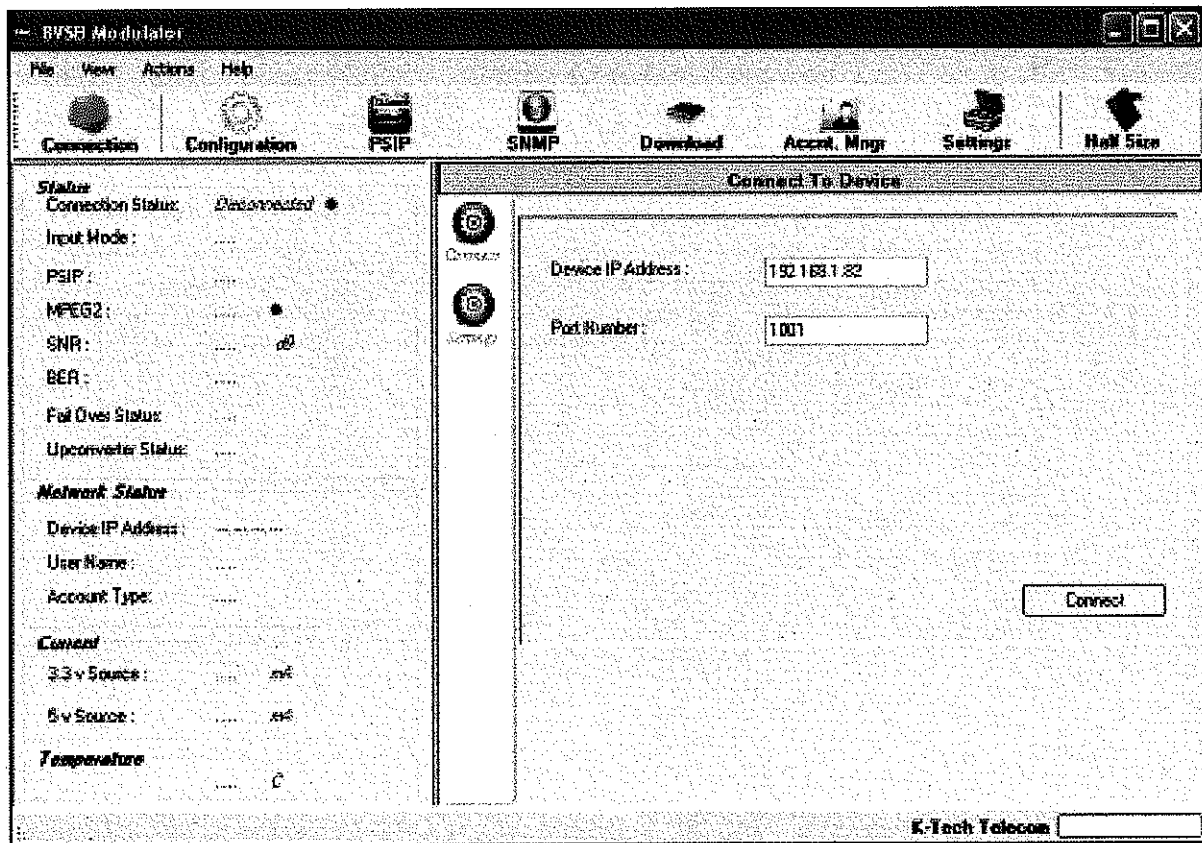 8VSB Modulator
File View Actions Help
Connection Configuration PSIP SNMP Download Accnt. Mngr Settings Half Size
Status
Connection Status: Disconnected
Input Mode : ....
PSIP : ....
MPEG2 : ....
SNR : .... dB
BER : ....
Fail Over Status: ....
Upconverter Status: ....
Network Status
Device IP Address : ... ... ... ...
User Name : ....
Account Type: ....
Current
3.3 v Source : .... mA
5 v Source : .... mA
Temperature
.... C
Connect To Device
Connect
Settings
Device IP Address : 192.168.1.82
Port Number : 1001
Connect
K-Tech Telecom